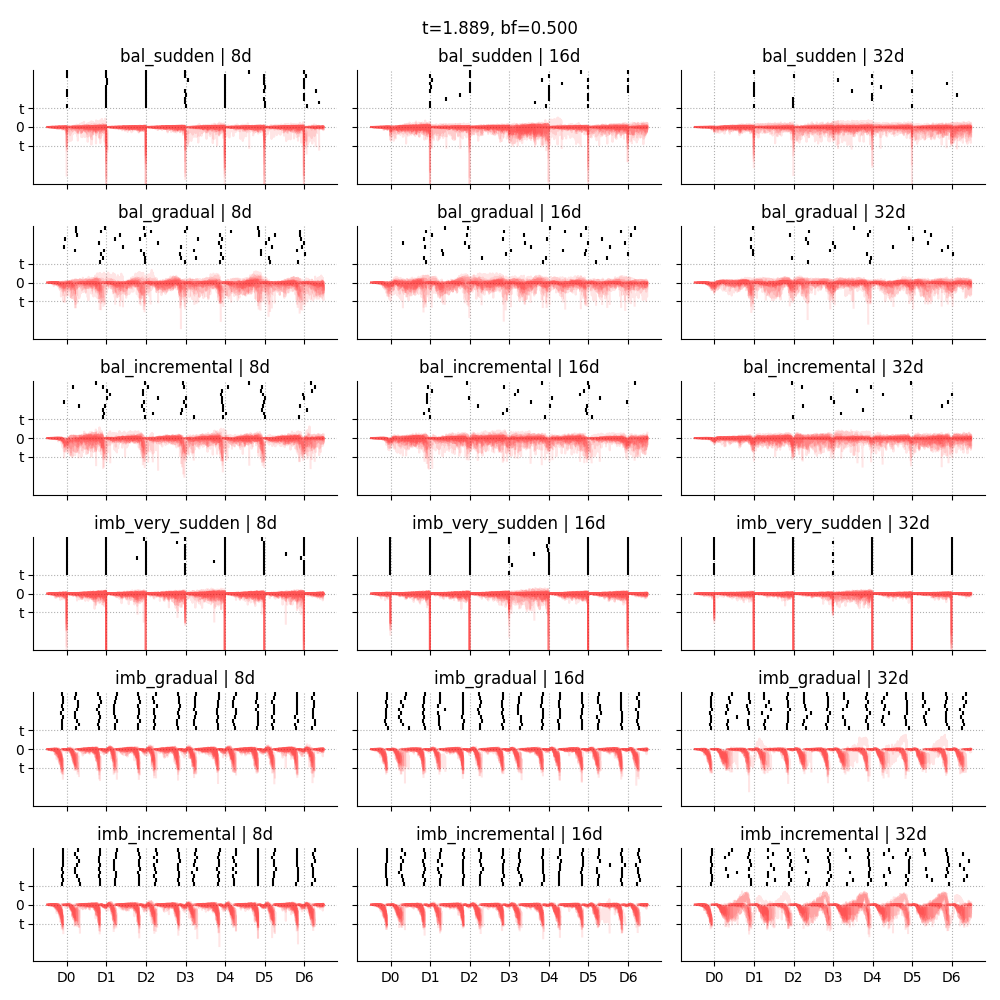 t=1.889, bf=0.500
bal_sudden | 8d
bal_sudden | 16d
bal_sudden | 32d
t
0
t
bal_gradual | 8d
bal_gradual | 16d
bal_gradual | 32d
t
0
t
bal_incremental | 8d
bal_incremental | 16d
bal_incremental | 32d
t
0
t
imb_very_sudden | 8d
imb_very_sudden | 16d
imb_very_sudden | 32d
t
0
t
imb_gradual | 8d
imb_gradual | 16d
imb_gradual | 32d
t
0
t
imb_incremental | 8d
imb_incremental | 16d
imb_incremental | 32d
t
0
t
D0 D1 D2 D3 D4 D5 D6
D0 D1 D2 D3 D4 D5 D6
D0 D1 D2 D3 D4 D5 D6